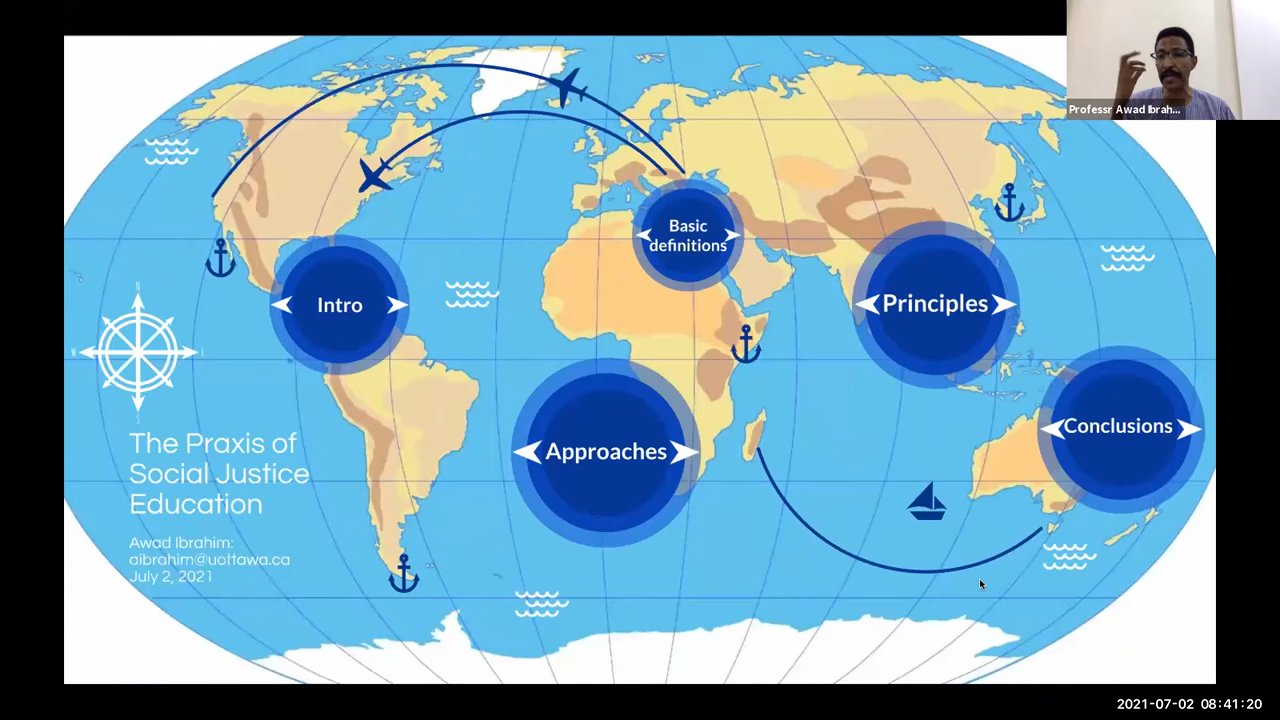 Professr Awad Ibrah...
Basic
definitions
Intro
Principles
Conclusions
Approaches
The Praxis of
Social Justice
Education
Awad Ibrahim:
aibrahim@uottawa.ca
July 2, 2021
2021-07-02 08:41:20